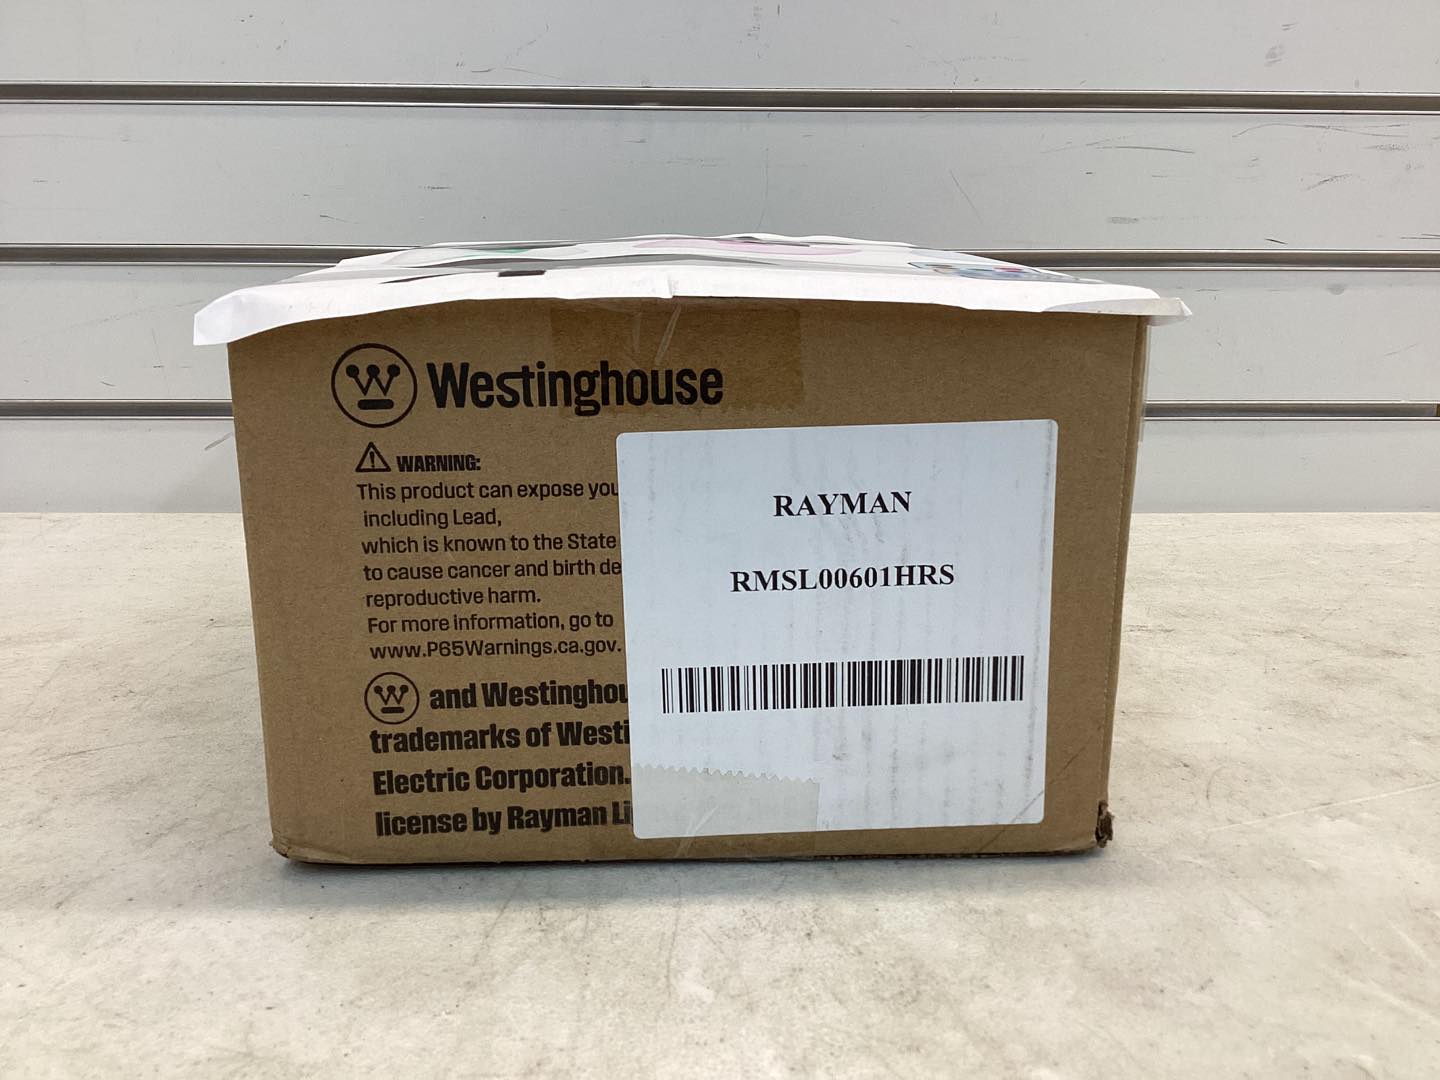 Westinghouse
WARNING:
This product can expose you
including Lead,
which is known to the State
to cause cancer and birth de
reproductive harm.
For more information, go to
www.P65Warnings.ca.gov.
and Westinghou
trademarks of Westi
Electric Corporation.
license by Rayman Li
RAYMAN
RMSL00601HRS